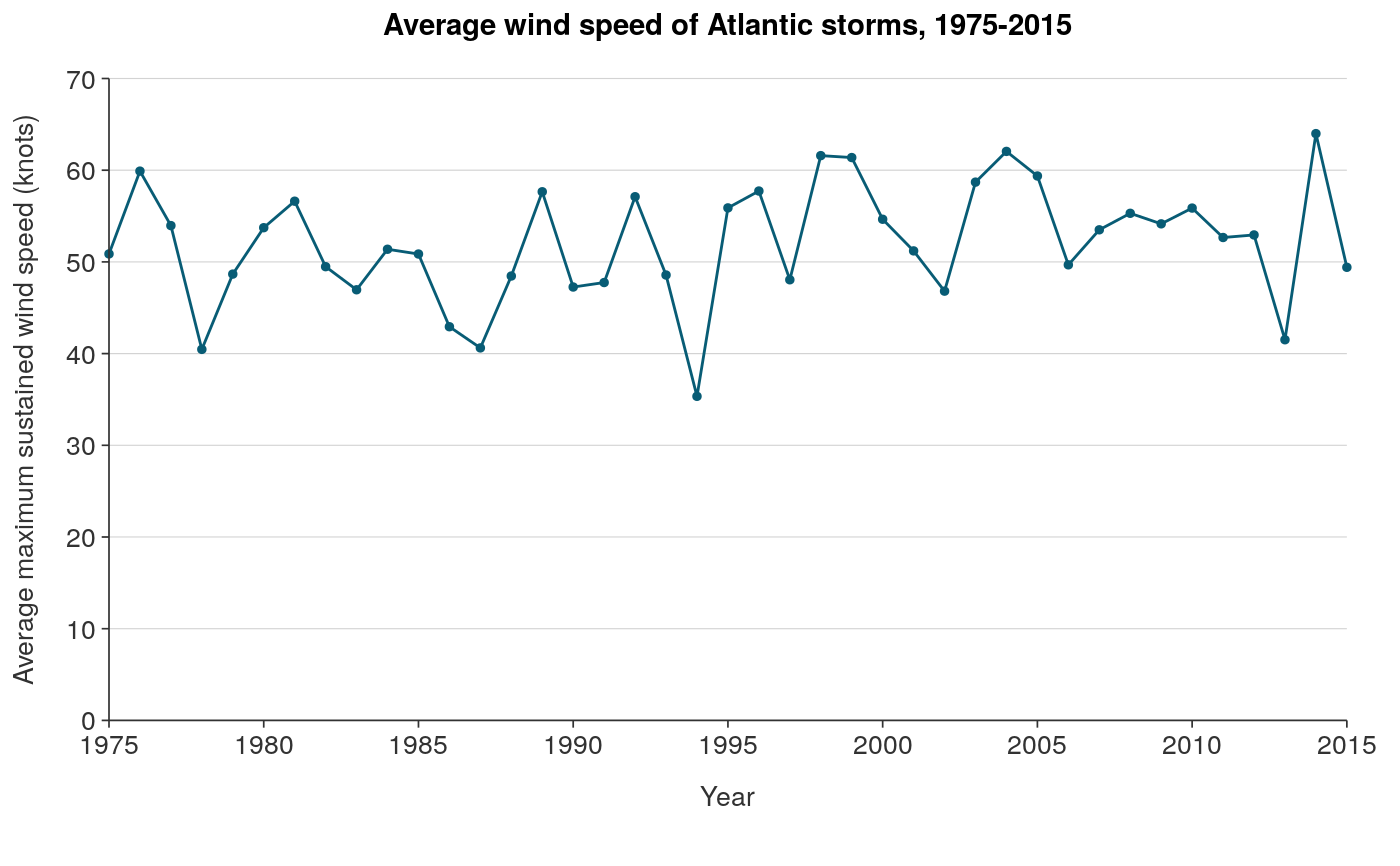 Average wind speed of Atlantic storms, 1975-2015
Average maximum sustained wind speed (knots)
70
60
50
40
30
20
10
0
1975 1980 1985 1990 1995 2000 2005 2010 2015
Year